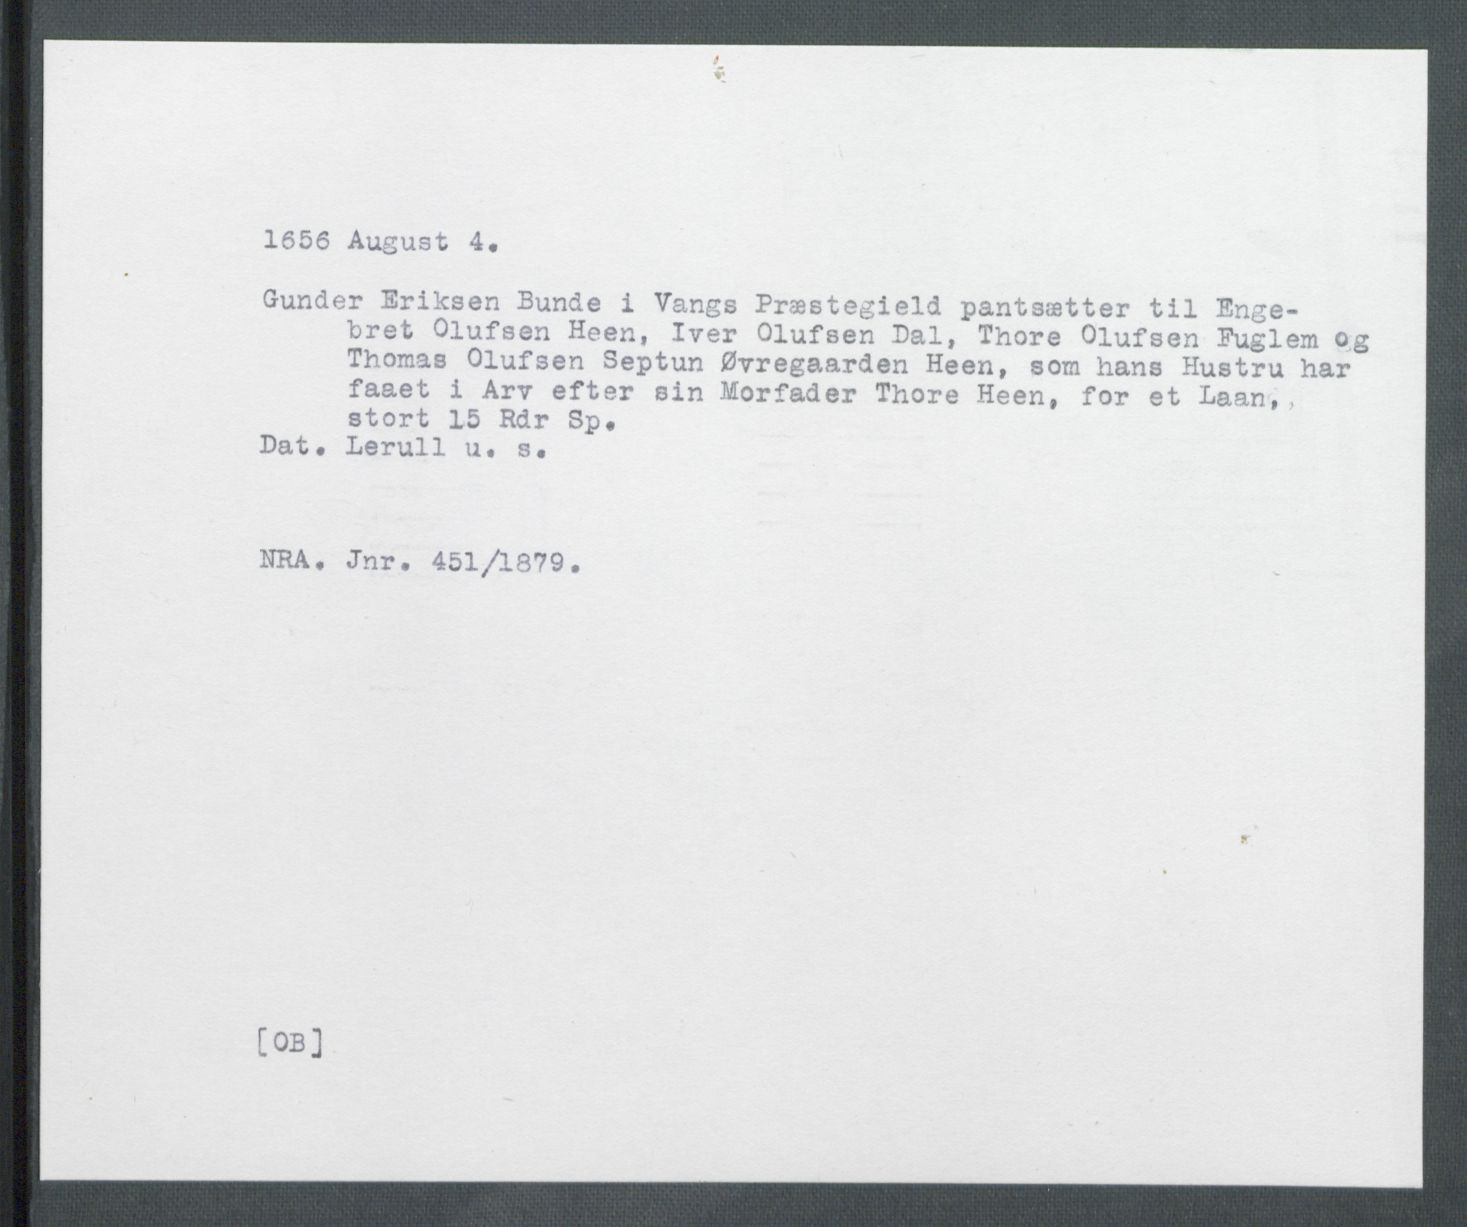 1656 August 4.
Gunder Eriksen Bunde i Vangs Præstegield pantsætter til Enge-
bret Olufsen Heen, Iver Olufsen Dal, Thore Olufsen Fuglem og
Thomas Olufsen Septun Øvregaarden Heen, som hans Hustru har
faaet i Arv efter sin Morfader Thore Heen, for et Laan,,
stort 15 Rdr Sp.
Dat. Lerull u. s.
NRA. Jnr. 451/1879.
[OB]